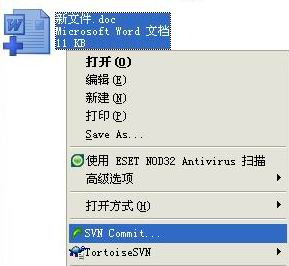 新文件.doc
Microsoft Word 文档
11 KB
打开(O)
编辑(E)
新建(N)
打印(P)
Save As...
使用 ESET NOD32 Antivirus 扫描
高级选项
打开方式(H)
SVN Commit...
TortoiseSVN